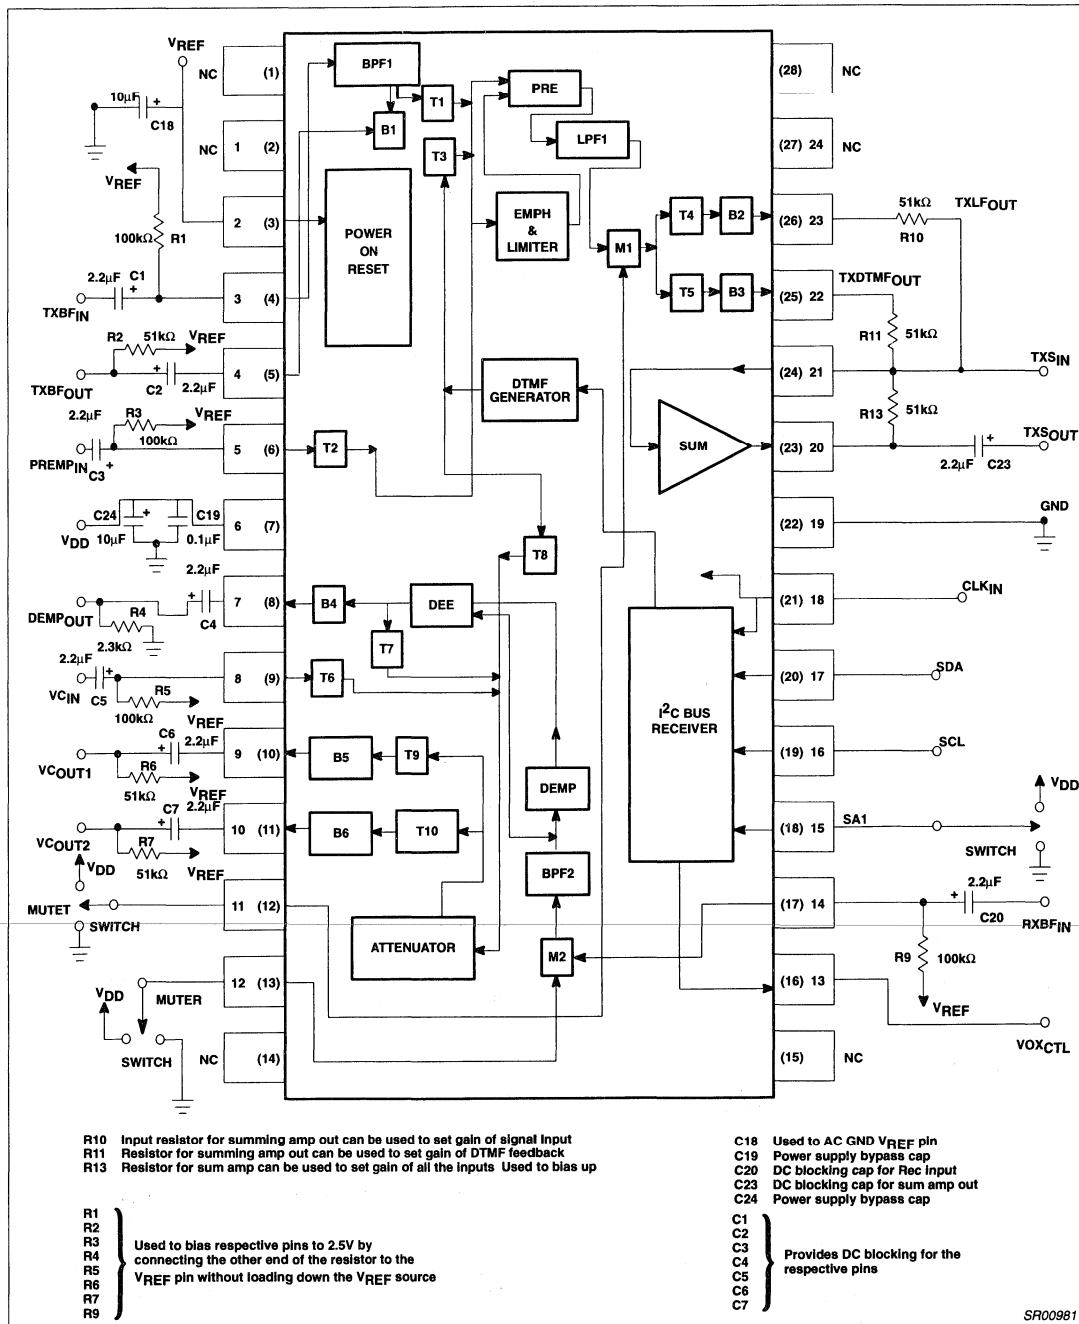 VREF
NC
(1)
BPF1
(28)
NC
10µF
+
C18
T1
PRE
B1
LPF1
NC
1
(2)
T3
(27)
24
NC
VREF
100kΩ
R1
2
(3)
POWER
ON
RESET
EMPH
&
LIMITER
M1
T4
B2
(26)
23
51kΩ
R10
TXLFOUT
2.2µF
C1
+
TXBFIN
3
(4)
T5
B3
(25)
22
TXDTMFOUT
R11
51kΩ
R2
51kΩ
VREF
+
C2
2.2µF
TXBFOUT
4
(5)
DTMF
GENERATOR
(24)
21
TXSIN
R13
51kΩ
2.2µF
R3
VREF
100kΩ
PREMPIN
C3
+
5
(6)
T2
SUM
(23)
20
+
2.2µF
C23
TXSOUT
C24
+
C19
VDD
10µF
0.1µF
6
(7)
T8
(22)
19
GND
2.2µF
+
C4
DEMPOUT
R4
2.3kΩ
7
(8)
B4
DEE
T7
(21)
18
CLKIN
2.2µF
+
VCIN
C5
R5
100kΩ
VREF
8
(9)
T6
I2C BUS
RECEIVER
(20)
17
SDA
C6
+
2.2µF
VCOUT1
R6
51kΩ
VREF
9
(10)
B5
T9
(19)
16
SCL
C7
+
2.2µF
VCOUT2
R7
51kΩ
VREF
10
(11)
B6
T10
DEMP
(18)
15
SA1
VDD
SWITCH
VDD
MUTET
SWITCH
11
(12)
ATTENUATOR
BPF2
M2
(17)
14
+
2.2µF
C20
RXBFIN
R9
100kΩ
VREF
VDD
MUTER
SWITCH
12
(13)
(16)
13
VOXCTL
NC
(14)
(15)
NC
R10 Input resistor for summing amp out can be used to set gain of signal input
R11 Resistor for summing amp out can be used to set gain of DTMF feedback
R13 Resistor for sum amp can be used to set gain of all the inputs Used to bias up
R1
R2
R3
R4
R5
R6
R7
R9
Used to bias respective pins to 2.5V by
connecting the other end of the resistor to the
VREF pin without loading down the VREF source
C18 Used to AC GND VREF pin
C19 Power supply bypass cap
C20 DC blocking cap for Rec input
C23 DC blocking cap for sum amp out
C24 Power supply bypass cap
C1
C2
C3
C4
C5
C6
C7
Provides DC blocking for the
respective pins
SR00981